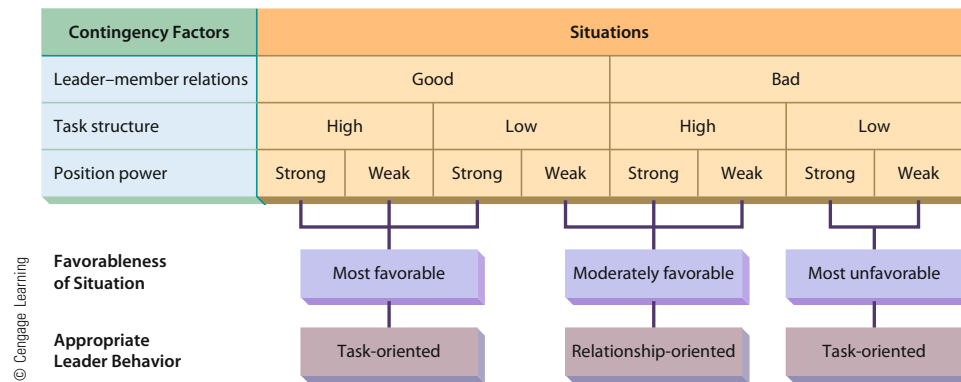 Contingency Factors Situations
Leader–member relations Good Bad
Task structure High Low High Low
Position power Strong Weak Strong Weak Strong Weak Strong Weak
Favorableness
of Situation
Most favorable Moderately favorable Most unfavorable
Appropriate
Leader Behavior
Task-oriented Relationship-oriented Task-oriented
© Cengage Learning